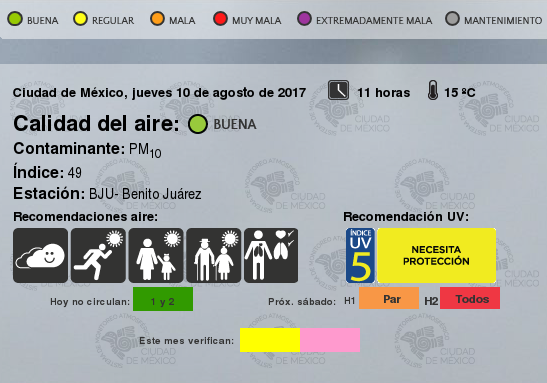 BUENA REGULAR MALA MUY MALA EXTREMADAMENTE MALA MANTENIMIENTO
Ciudad de México, jueves 10 de agosto de 2017 11 horas 15 ºC
Calidad del aire: BUENA
Contaminante: PM10
Índice: 49
Estación: BJU- Benito Juárez
Recomendaciones aire: Recomendación UV:
ÍNDICE
UV
5
NECESITA
PROTECCIÓN
Hoy no circulan: 1 y 2 Próx. sábado: H1 Par H2 Todos
Este mes verifican:
CIUDAD
DE MÉXICO